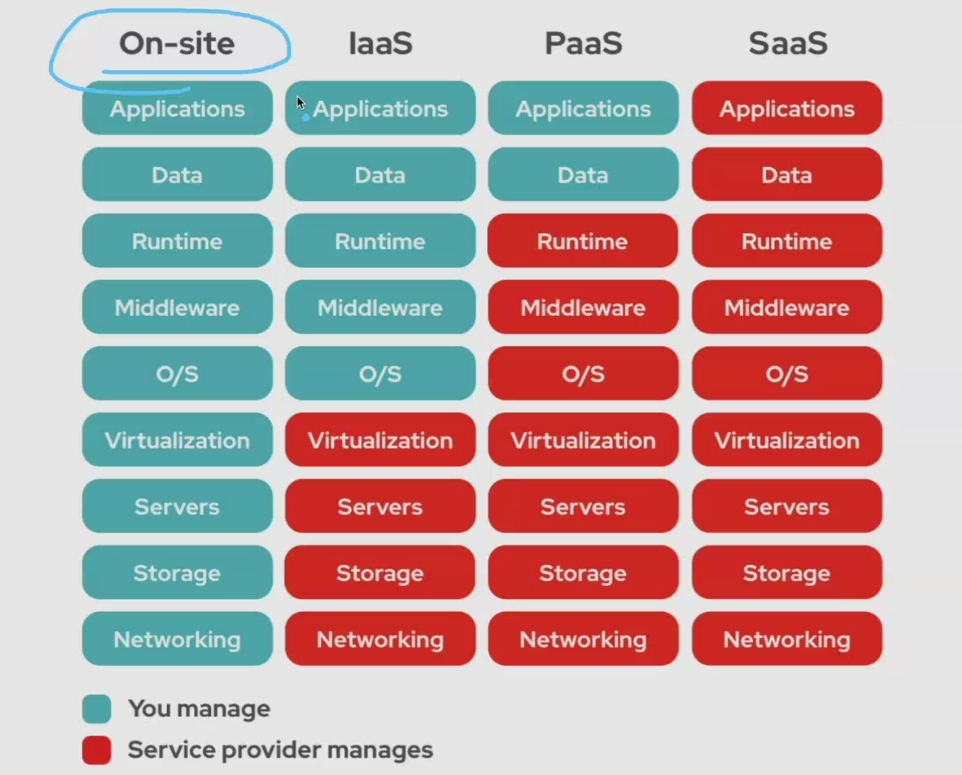 On-site IaaS PaaS SaaS
Applications Applications Applications Applications
Data Data Data Data
Runtime Runtime Runtime Runtime
Middleware Middleware Middleware Middleware
O/S O/S O/S O/S
Virtualization Virtualization Virtualization Virtualization
Servers Servers Servers Servers
Storage Storage Storage Storage
Networking Networking Networking Networking
You manage
Service provider manages